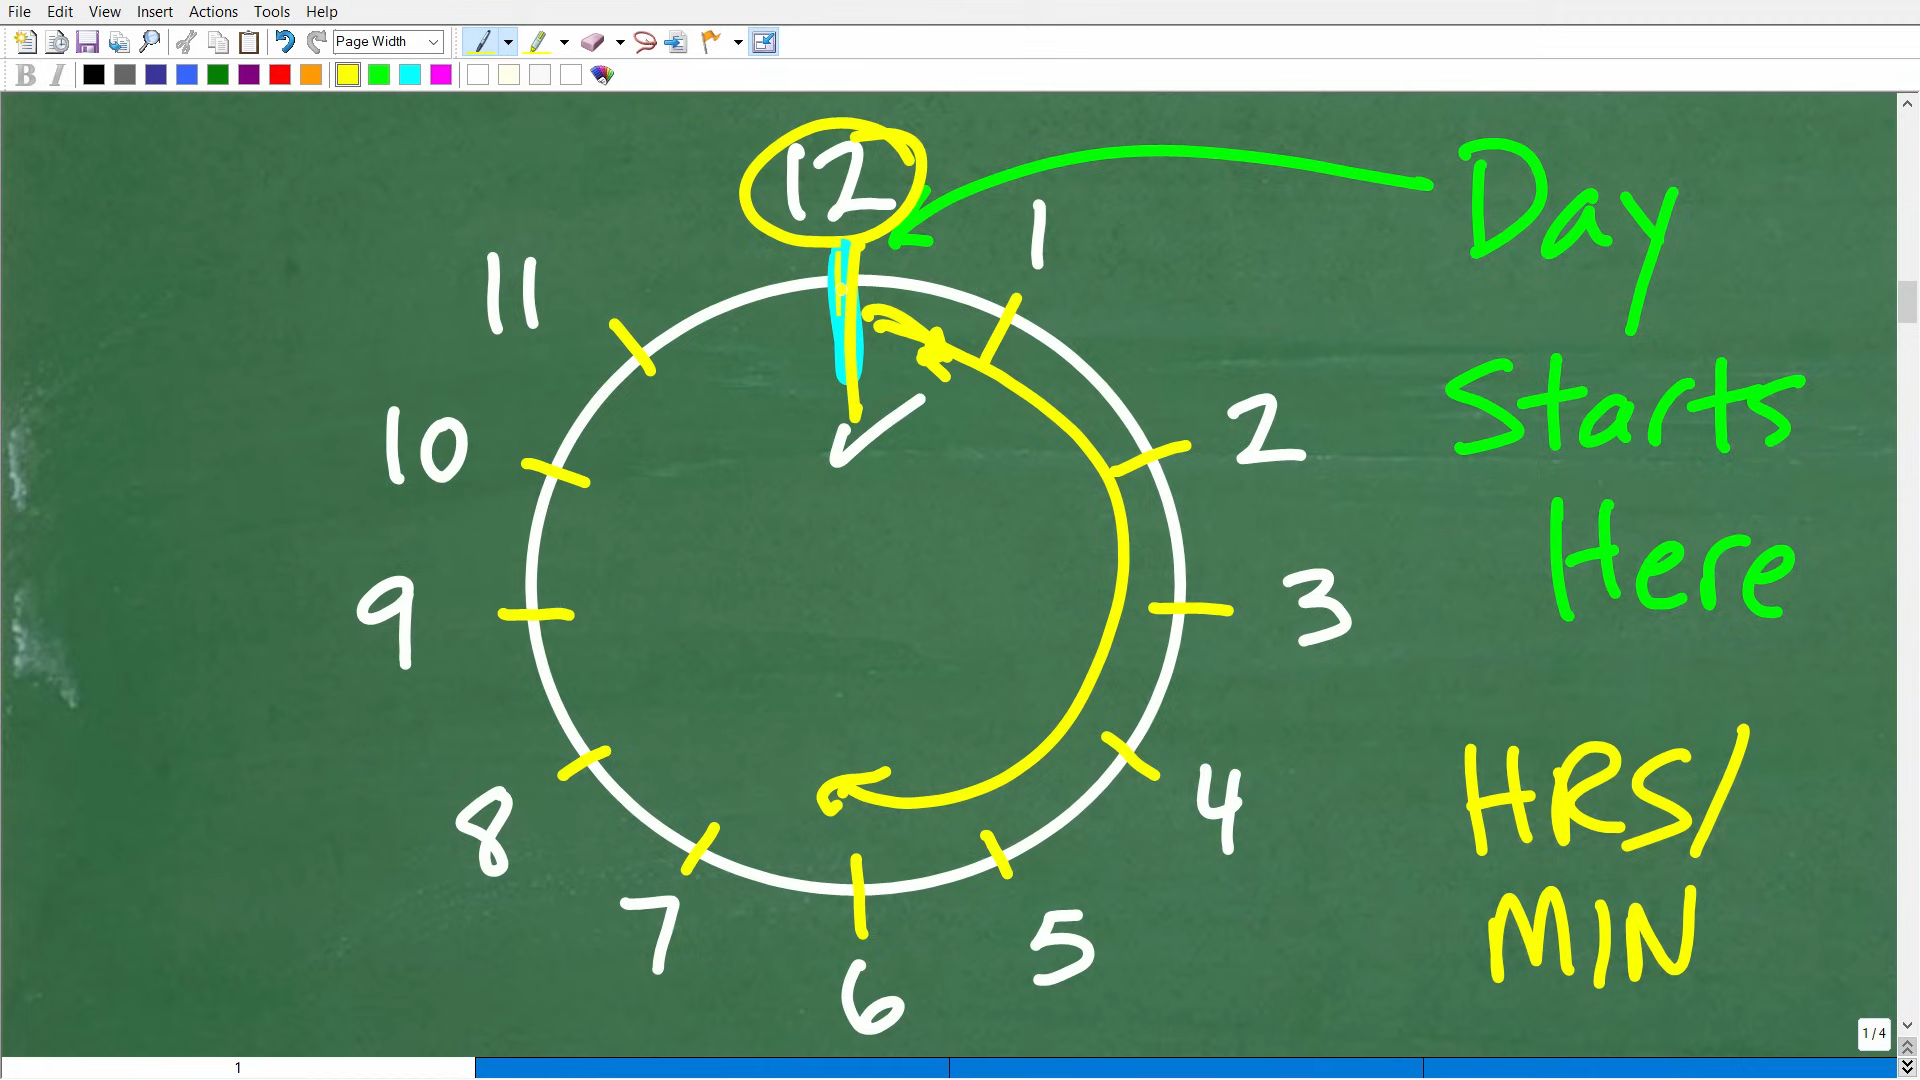 File Edit View Insert Actions Tools Help
Page Width
B I
12
1
11
2
10
3
9
4
8
5
7
6
Day
Starts
Here
HRS/
MIN
1 / 4
1